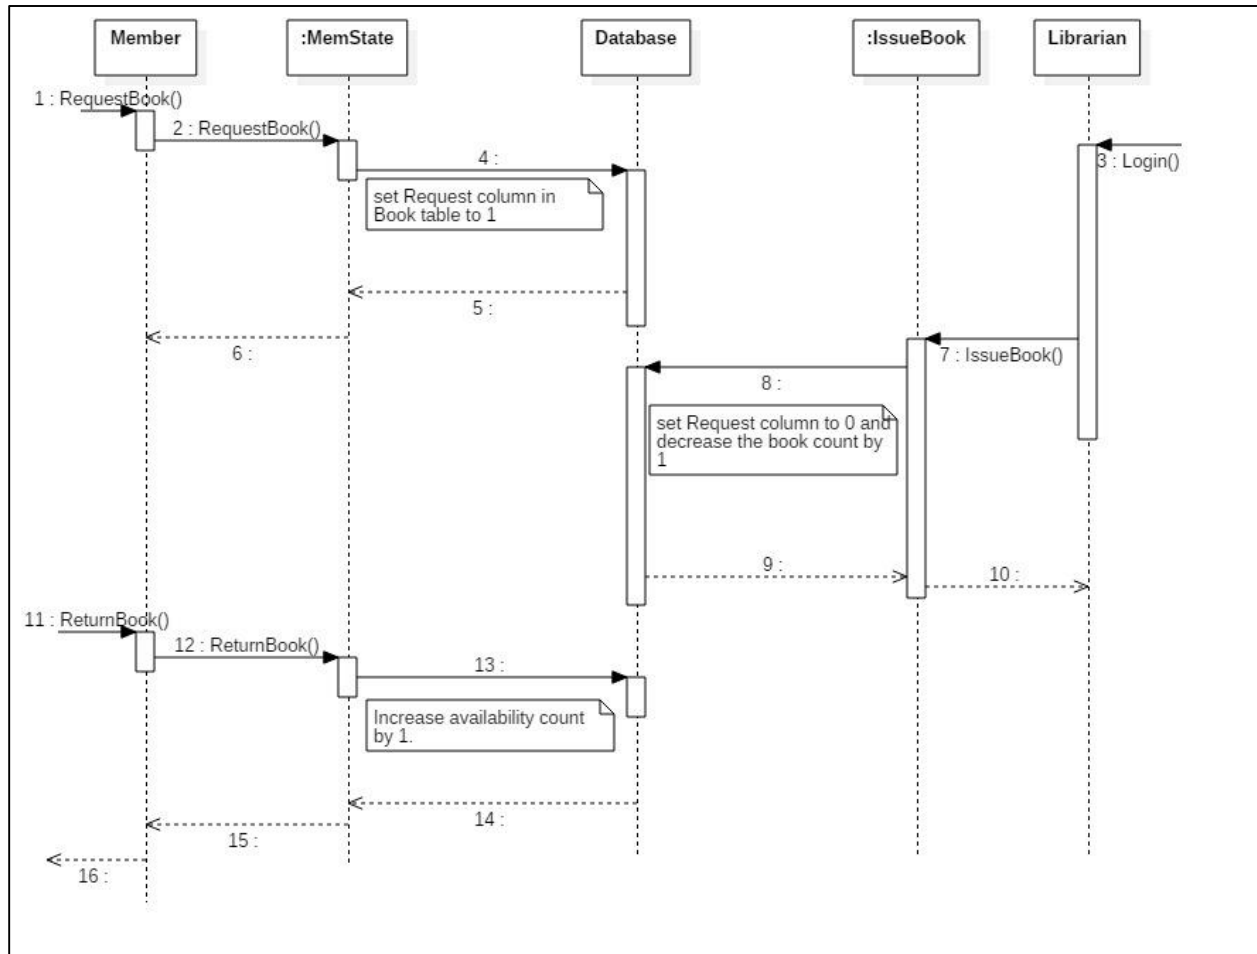 Member
:MemState
Database
:IssueBook
Librarian
1 : RequestBook()
2 : RequestBook()
3 : Login()
4 :
set Request column in
Book table to 1
5 :
6 :
7 : IssueBook()
8 :
set Request column to 0 and
decrease the book count by
1
9 :
10 :
11 : ReturnBook()
12 : ReturnBook()
13 :
Increase availability count
by 1.
14 :
15 :
16 :